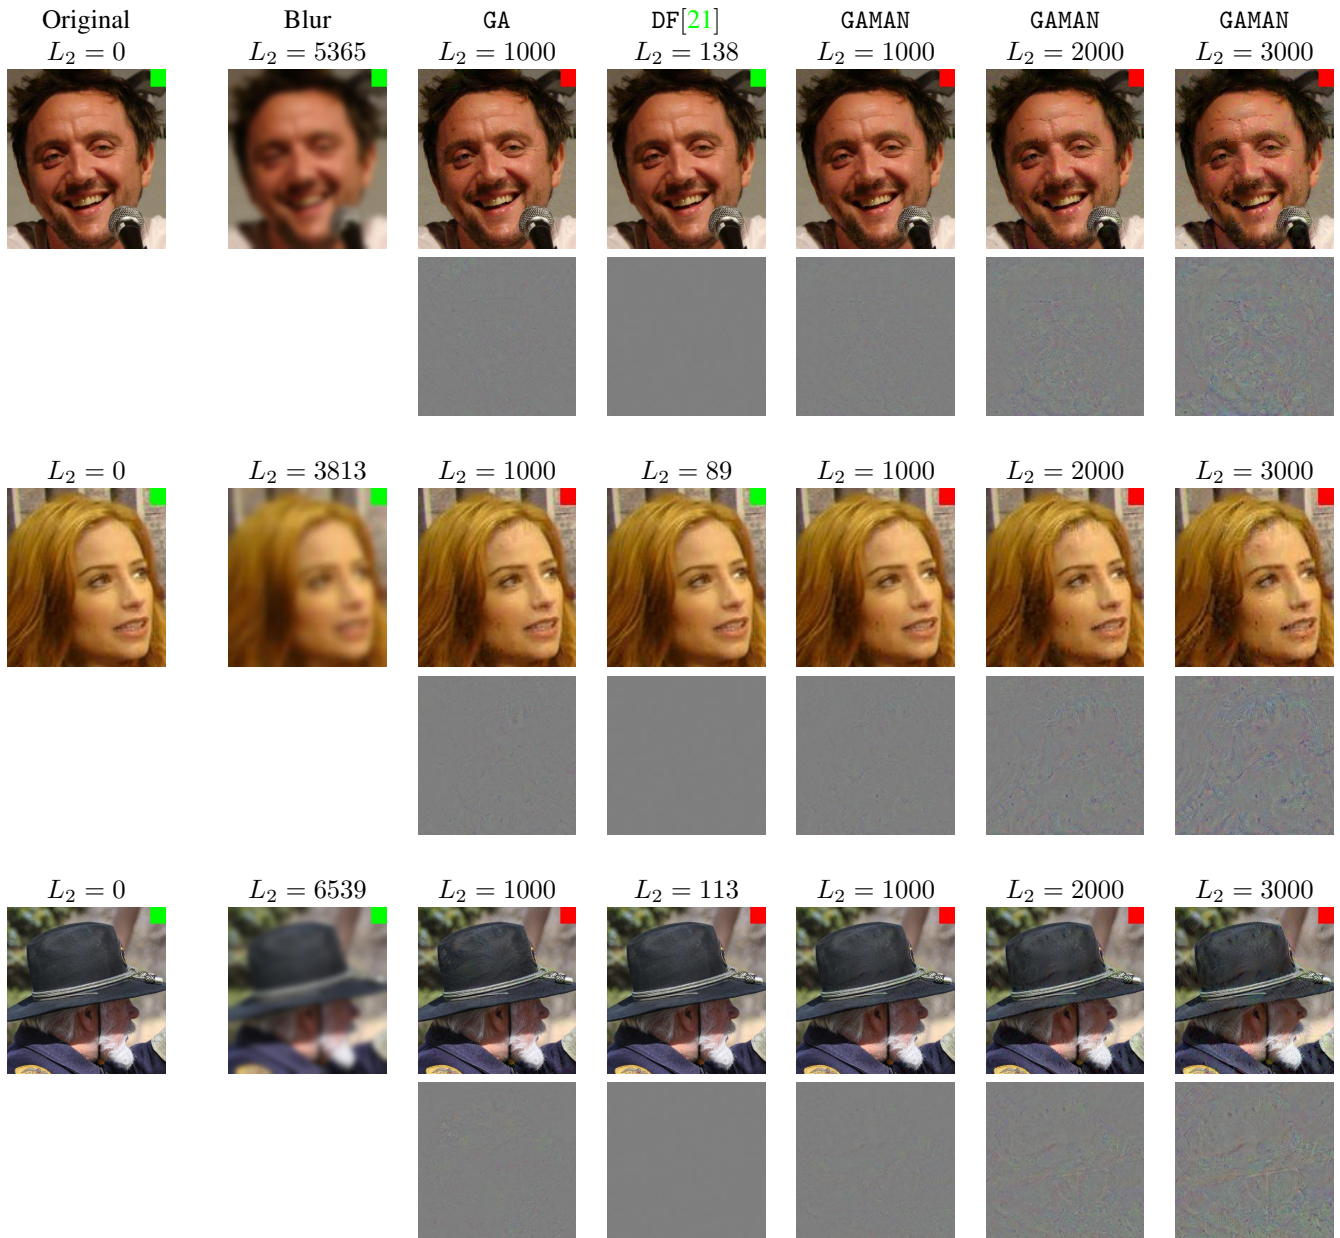 Original Blur GA DF[21] GAMAN GAMAN GAMAN
L₂ = 0 L₂ = 5365 L₂ = 1000 L₂ = 138 L₂ = 1000 L₂ = 2000 L₂ = 3000
L₂ = 0 L₂ = 3813 L₂ = 1000 L₂ = 89 L₂ = 1000 L₂ = 2000 L₂ = 3000
L₂ = 0 L₂ = 6539 L₂ = 1000 L₂ = 113 L₂ = 1000 L₂ = 2000 L₂ = 3000